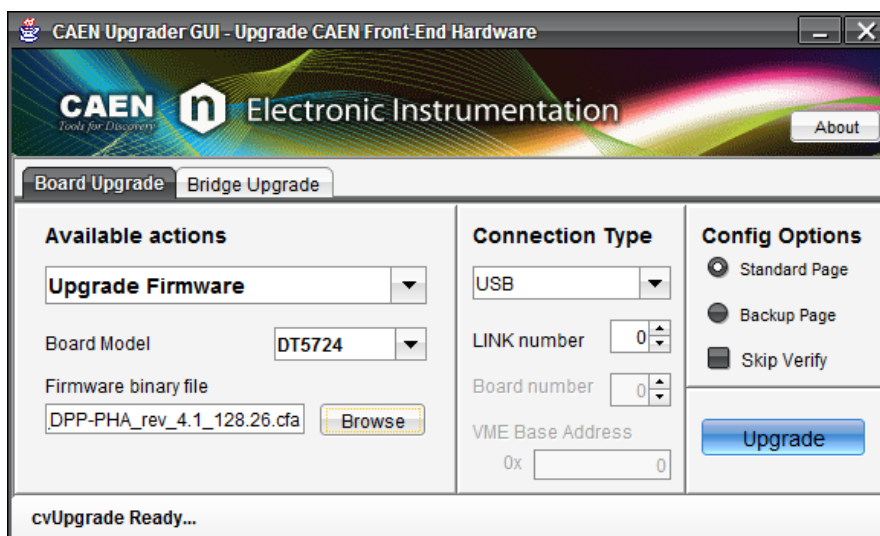 CAEN Upgrader GUI - Upgrade CAEN Front-End Hardware
CAEN
Tools for Discovery
n
Electronic Instrumentation
About
Board Upgrade
Bridge Upgrade
Available actions
Upgrade Firmware
Board Model
DT5724
Firmware binary file
DPP-PHA_rev_4.1_128.26.cfa
Browse
Connection Type
USB
LINK number
0
Board number
0
VME Base Address
0x
0
Config Options
Standard Page
Backup Page
Skip Verify
Upgrade
cvUpgrade Ready...